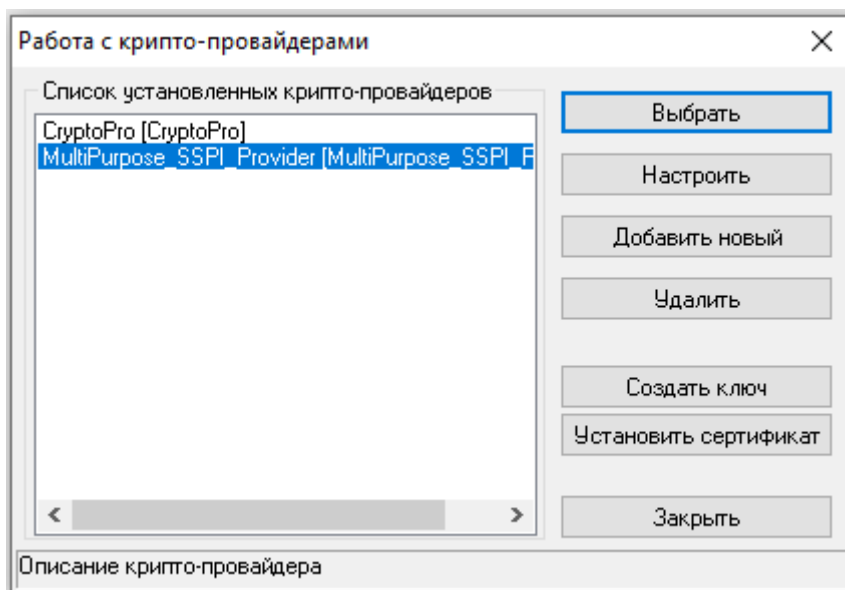 Работа с крипто-провайдерами
Список установленных крипто-провайдеров
CryptoPro [CryptoPro]
MultiPurpose_SSPI_Provider [MultiPurpose_SSPI_
Выбрать
Настроить
Добавить новый
Удалить
Создать ключ
Установить сертификат
Закрыть
Описание крипто-провайдера